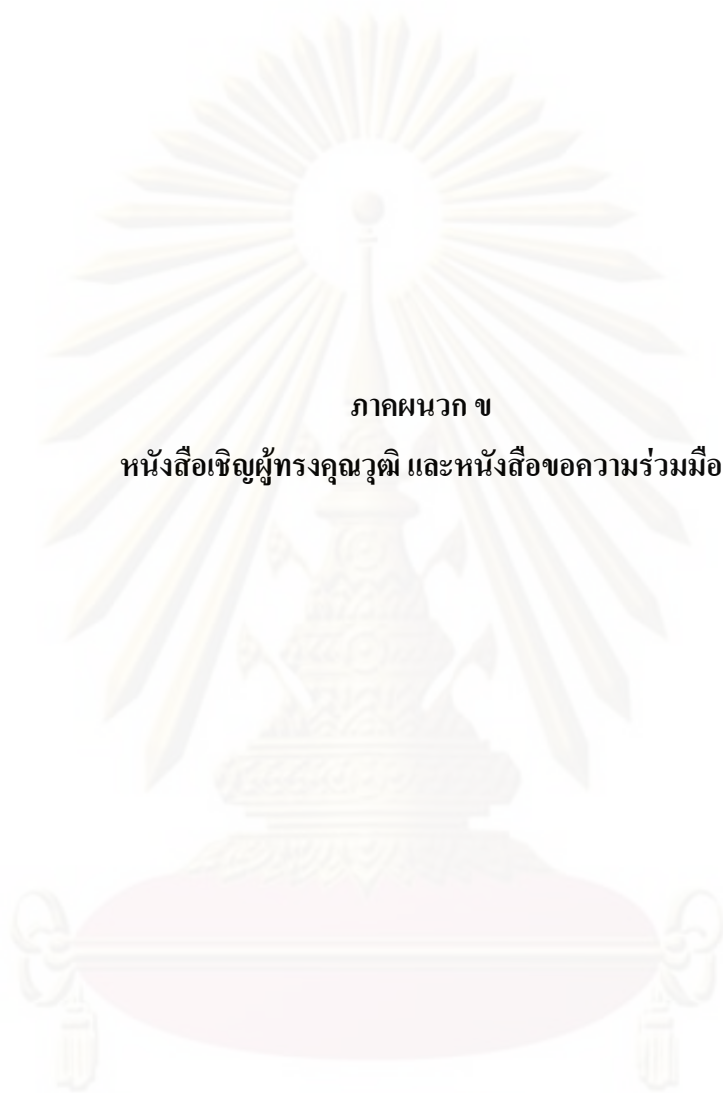 ภาคผนวก ข
หนังสือเชิญผู้ทรงคุณวุฒิ และหนังสือขอความร่วมมือ